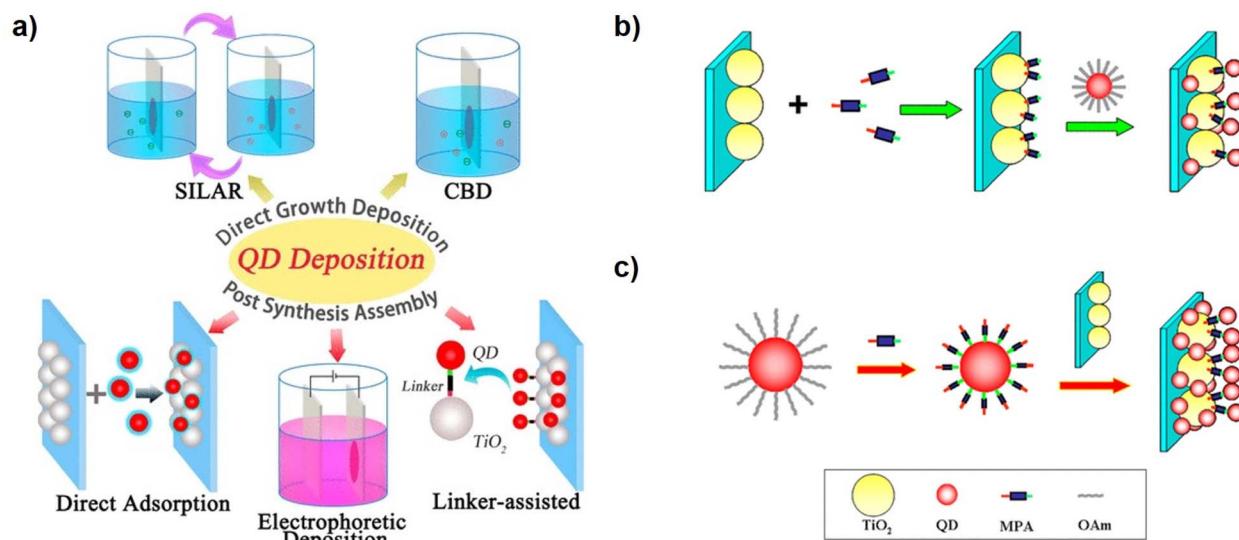 a)
SILAR
CBD
Direct Growth Deposition
QD Deposition
Post Synthesis Assembly
QD
Linker
TiO2
Direct Adsorption
Electrophoretic
Deposition
Linker-assisted
b)
+
c)
TiO2
QD
MPA
OAm